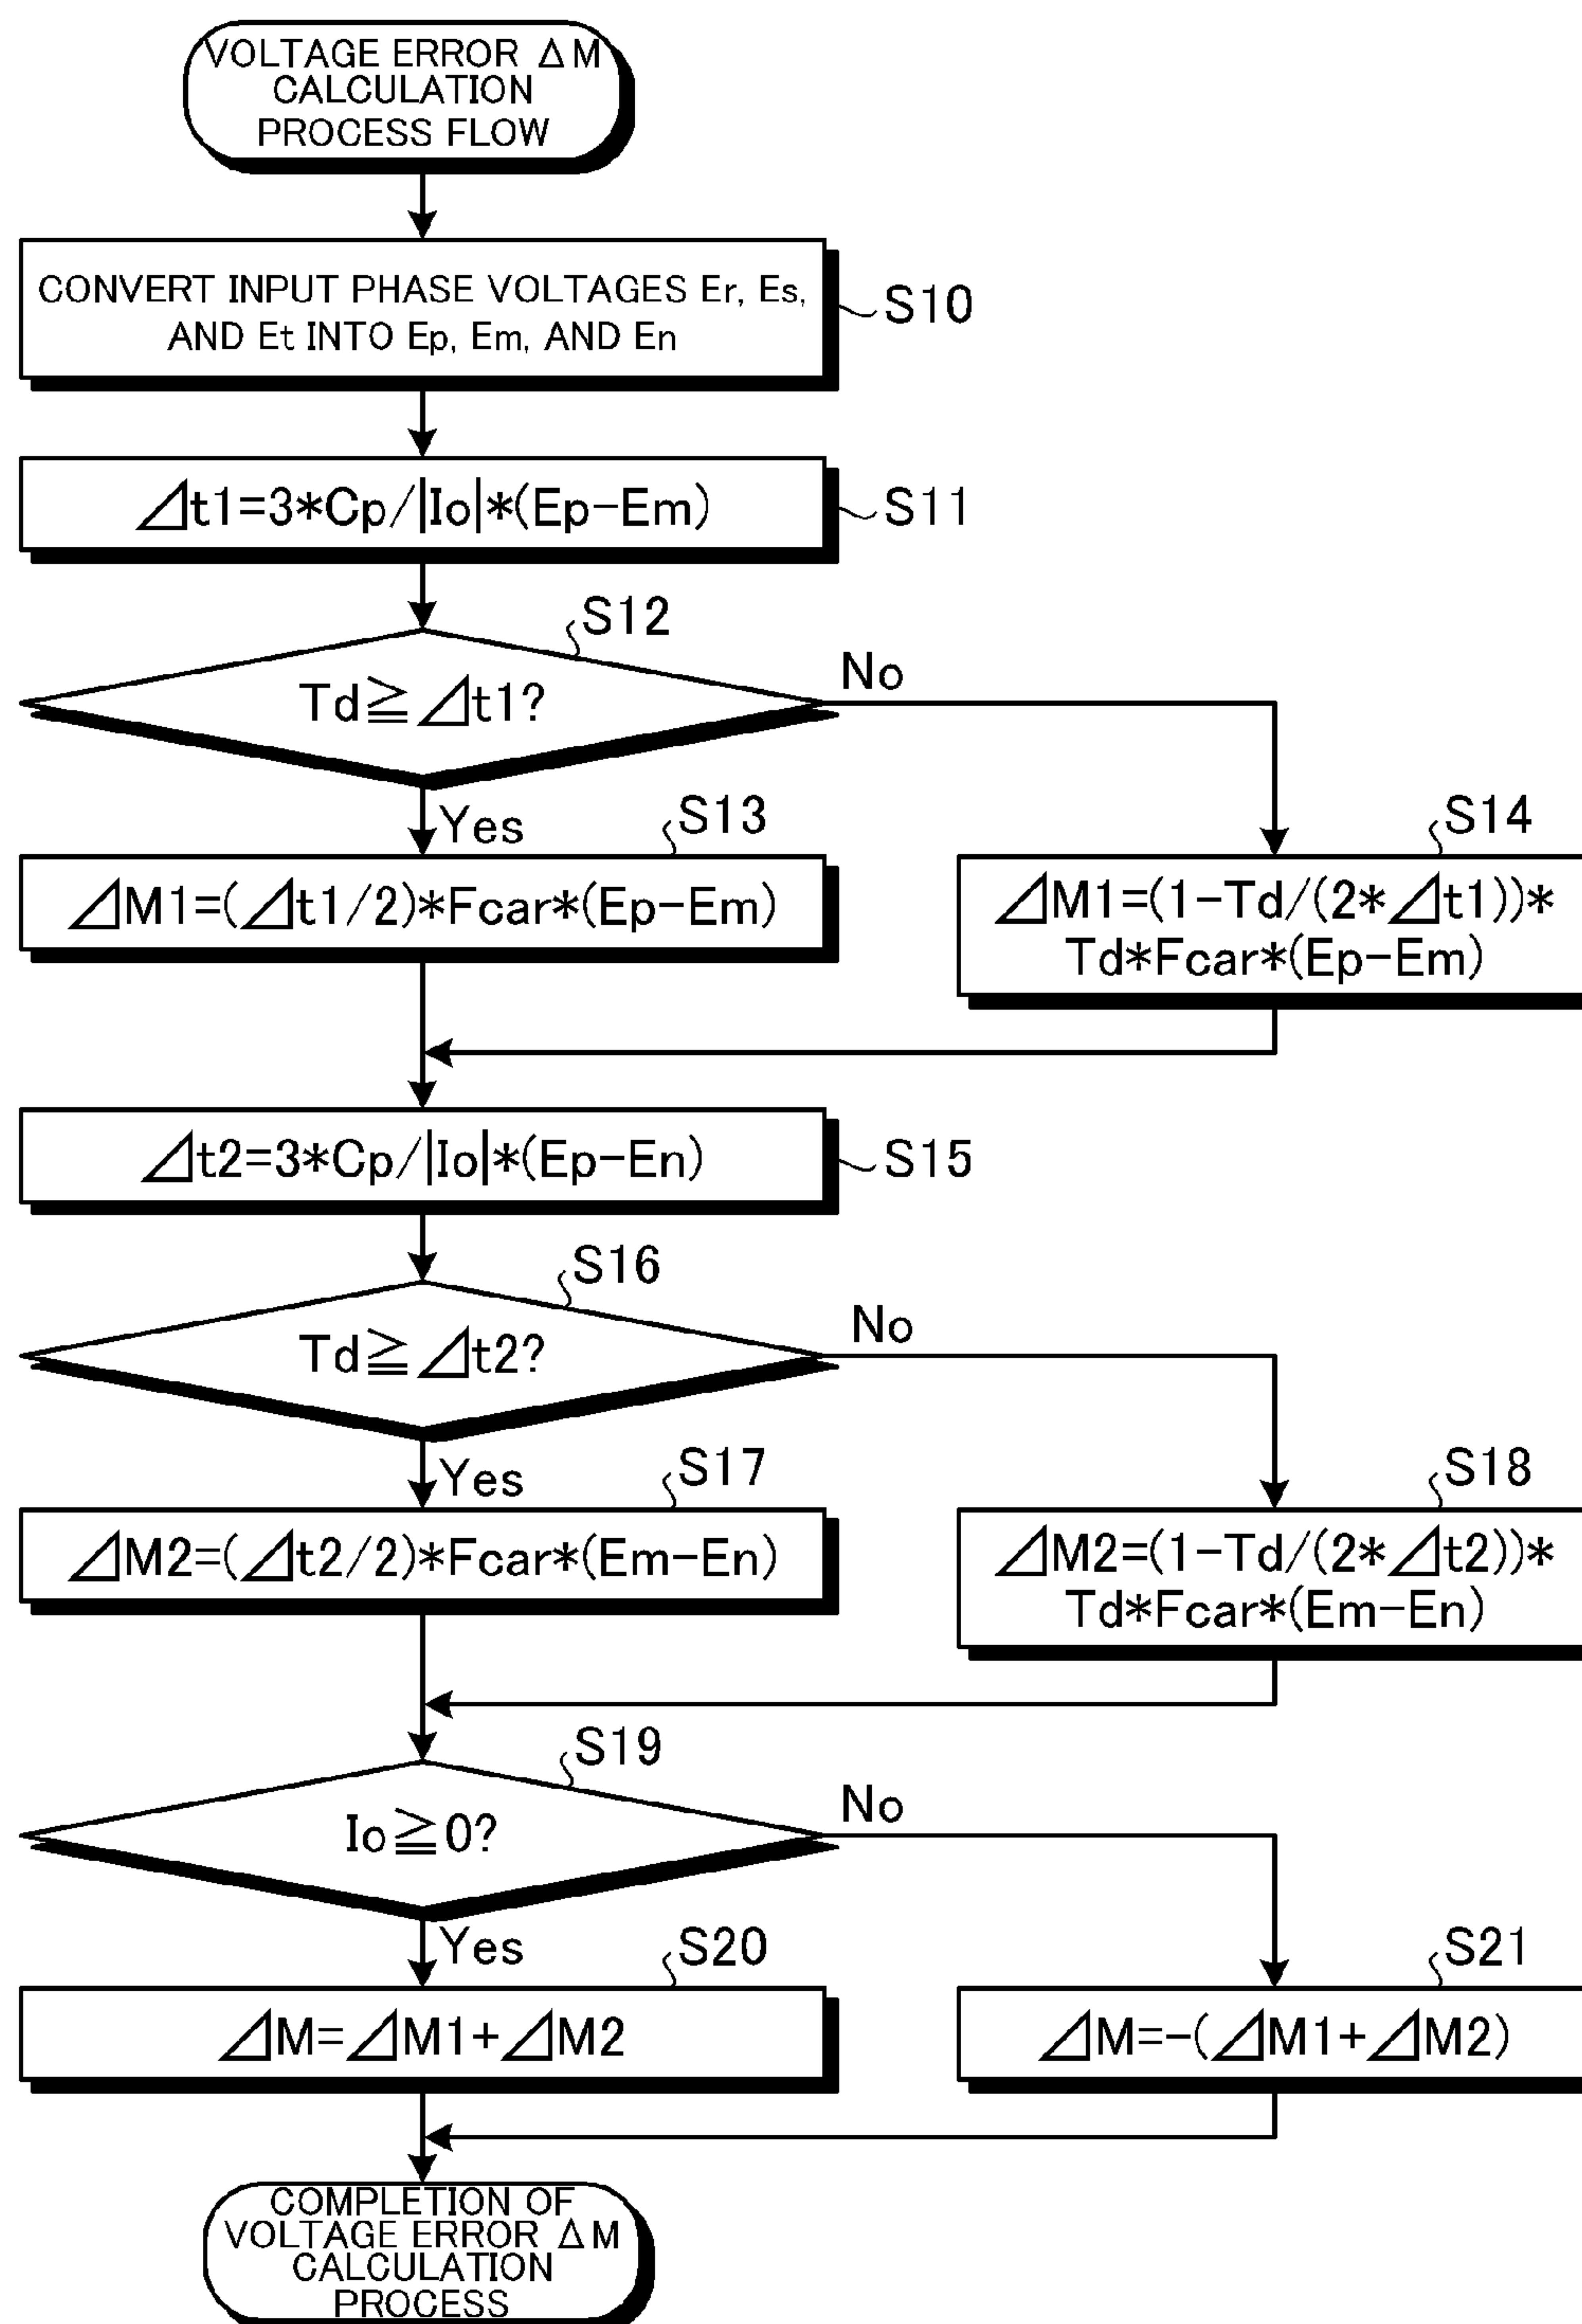 VOLTAGE ERROR ΔM
CALCULATION
PROCESS FLOW
CONVERT INPUT PHASE VOLTAGES Er, Es,
AND Et INTO Ep, Em, AND En
S10
⊿t1=3*Cp/|Io|*(Ep-Em)
S11
S12
Td≧⊿t1?
No
Yes
S13
⊿M1=(⊿t1/2)*Fcar*(Ep-Em)
S14
⊿M1=(1-Td/(2*⊿t1))*
Td*Fcar*(Ep-Em)
⊿t2=3*Cp/|Io|*(Ep-En)
S15
S16
Td≧⊿t2?
No
Yes
S17
⊿M2=(⊿t2/2)*Fcar*(Em-En)
S18
⊿M2=(1-Td/(2*⊿t2))*
Td*Fcar*(Em-En)
S19
Io≧0?
No
Yes
S20
⊿M=⊿M1+⊿M2
S21
⊿M=-(⊿M1+⊿M2)
COMPLETION OF
VOLTAGE ERROR ΔM
CALCULATION
PROCESS